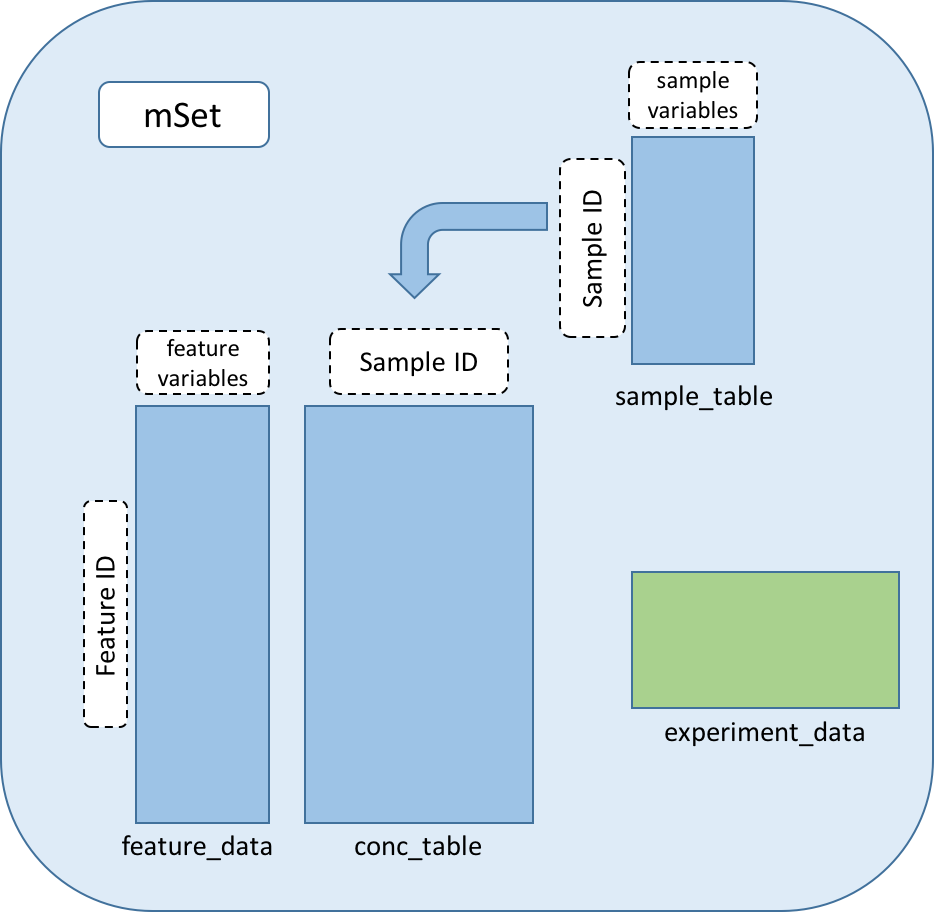 mSet
sample
variables
Sample ID
sample_table
feature
variables
Sample ID
Feature ID
feature_data
conc_table
experiment_data